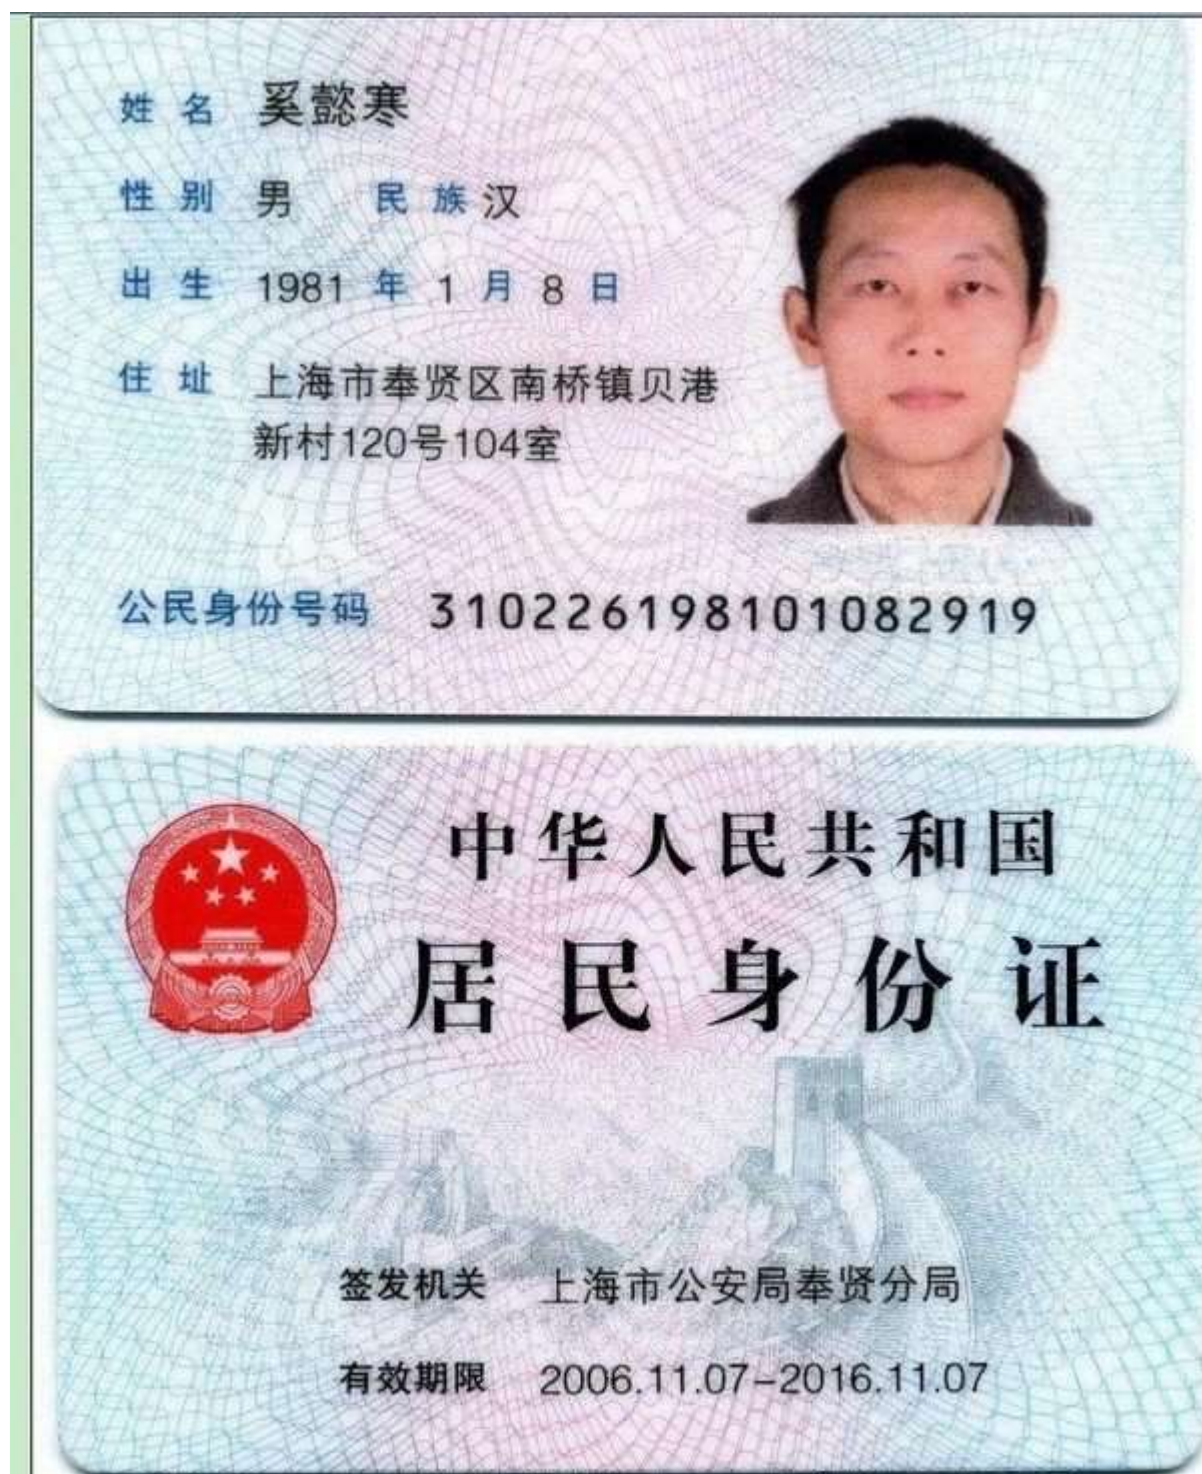 姓名 奚懿寒
性别 男 民族 汉
出生 1981 年 1 月 8 日
住址 上海市奉贤区南桥镇贝港
新村120号104室
公民身份号码 310226198101082919
中华人民共和国
居民身份证
签发机关 上海市公安局奉贤分局
有效期限 2006.11.07-2016.11.07